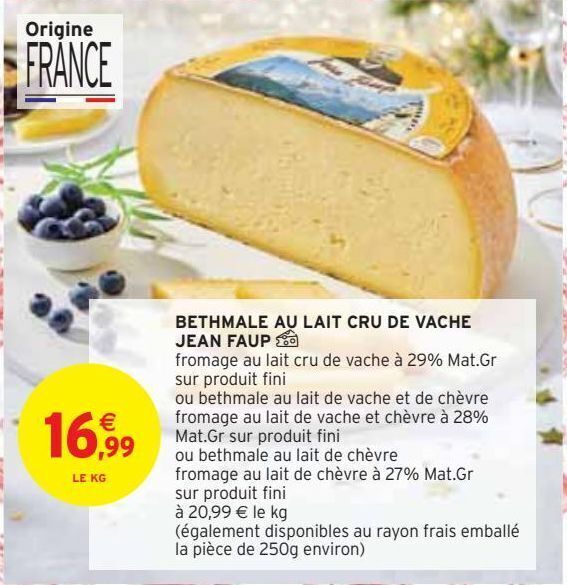 Origine
FRANCE
BETHMALE AU LAIT CRU DE VACHE
JEAN FAUP
fromage au lait cru de vache à 29% Mat.Gr
sur produit fini
ou bethmale au lait de vache et de chèvre
fromage au lait de vache et chèvre à 28%
Mat.Gr sur produit fini
ou bethmale au lait de chèvre
fromage au lait de chèvre à 27% Mat.Gr
sur produit fini
à 20,99 € le kg
(également disponibles au rayon frais emballé
la pièce de 250g environ)
16€,99
LE KG